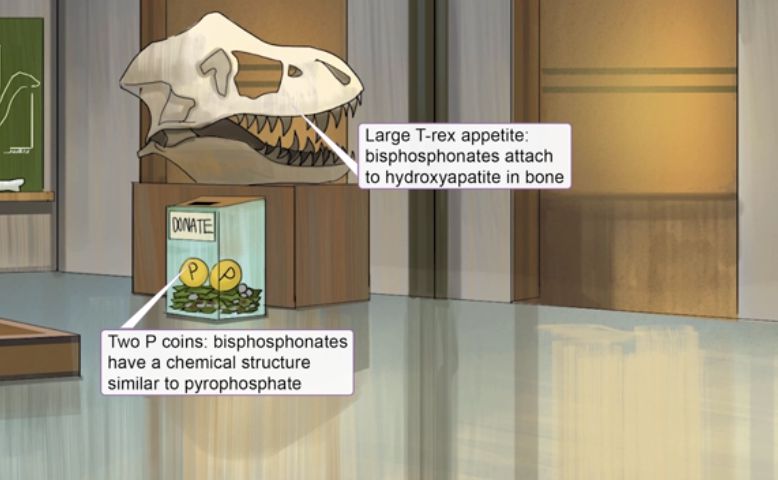 Large T-rex appetite:
bisphosphonates attach
to hydroxyapatite in bone
DONATE
P P
Two P coins: bisphosphonates
have a chemical structure
similar to pyrophosphate